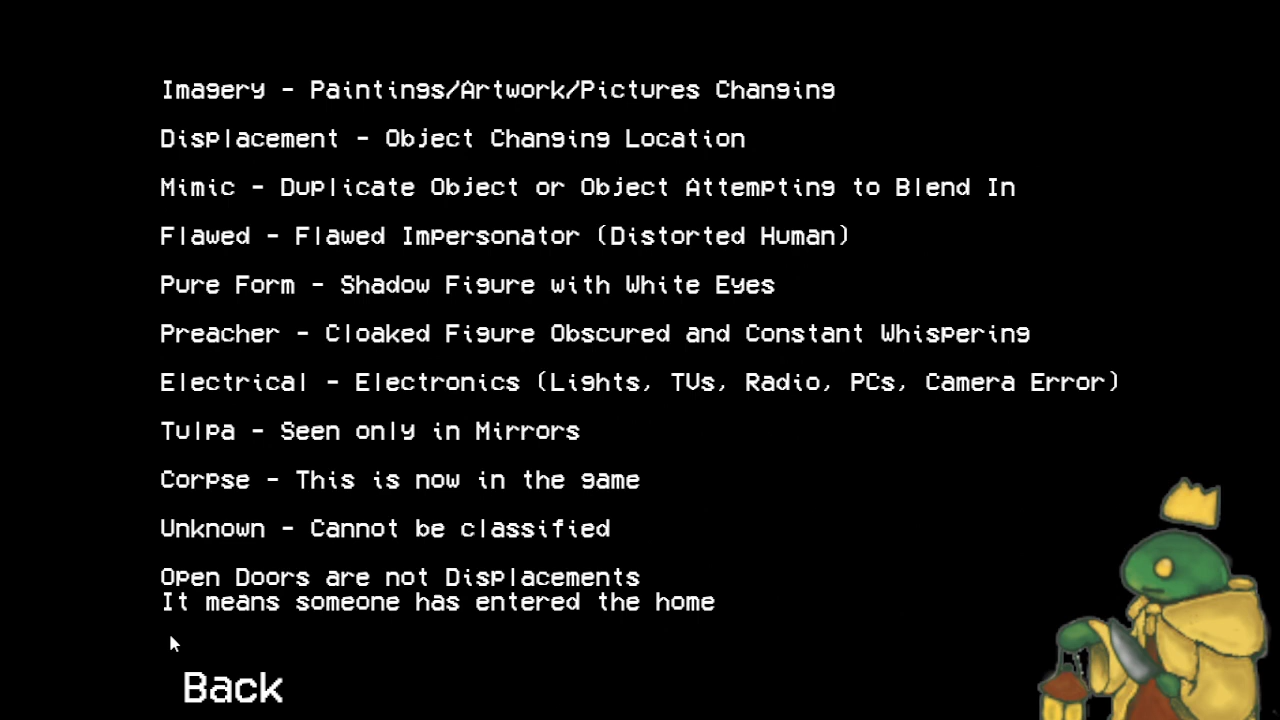 Imagery - Paintings/Artwork/Pictures Changing
Displacement - Object Changing Location
Mimic - Duplicate Object or Object Attempting to Blend In
Flawed - Flawed Impersonator (Distorted Human)
Pure Form - Shadow Figure with White Eyes
Preacher - Cloaked Figure Obscured and Constant Whispering
Electrical - Electronics (Lights, TVs, Radio, PCs, Camera Error)
Tulpa - Seen only in Mirrors
Corpse - This is now in the game
Unknown - Cannot be classified
Open Doors are not Displacements
It means someone has entered the home
Back